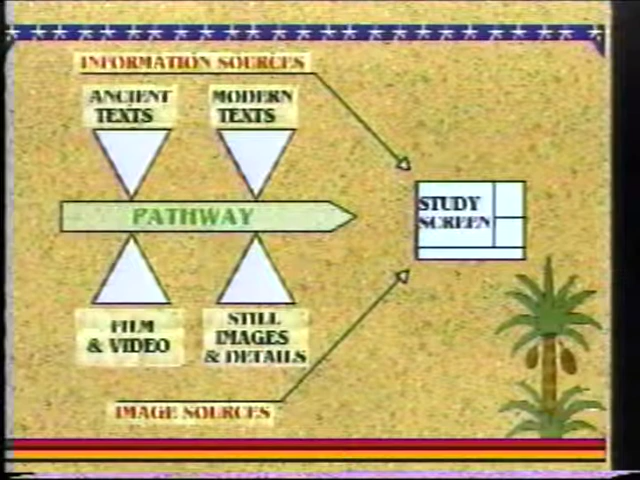 INFORMATION SOURCES
ANCIENT
TEXTS
MODERN
TEXTS
PATHWAY
STUDY
SCREEN
FILM
& VIDEO
STILL
IMAGES
& DETAILS
IMAGE SOURCES